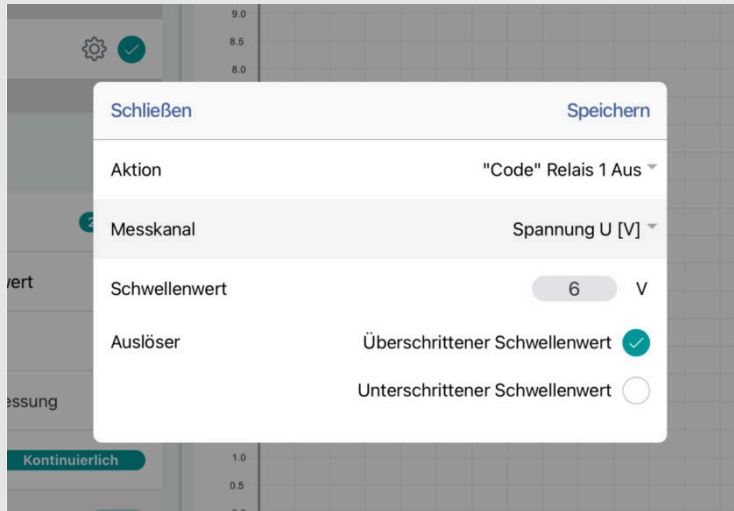 9.0
8.5
8.0
Schließen Speichern
Aktion "Code" Relais 1 Aus
Messkanal Spannung U [V]
Schwellenwert 6 V
Auslöser Überschrittener Schwellenwert
Unterschrittener Schwellenwert
Kontinuierlich
1.0
0.5